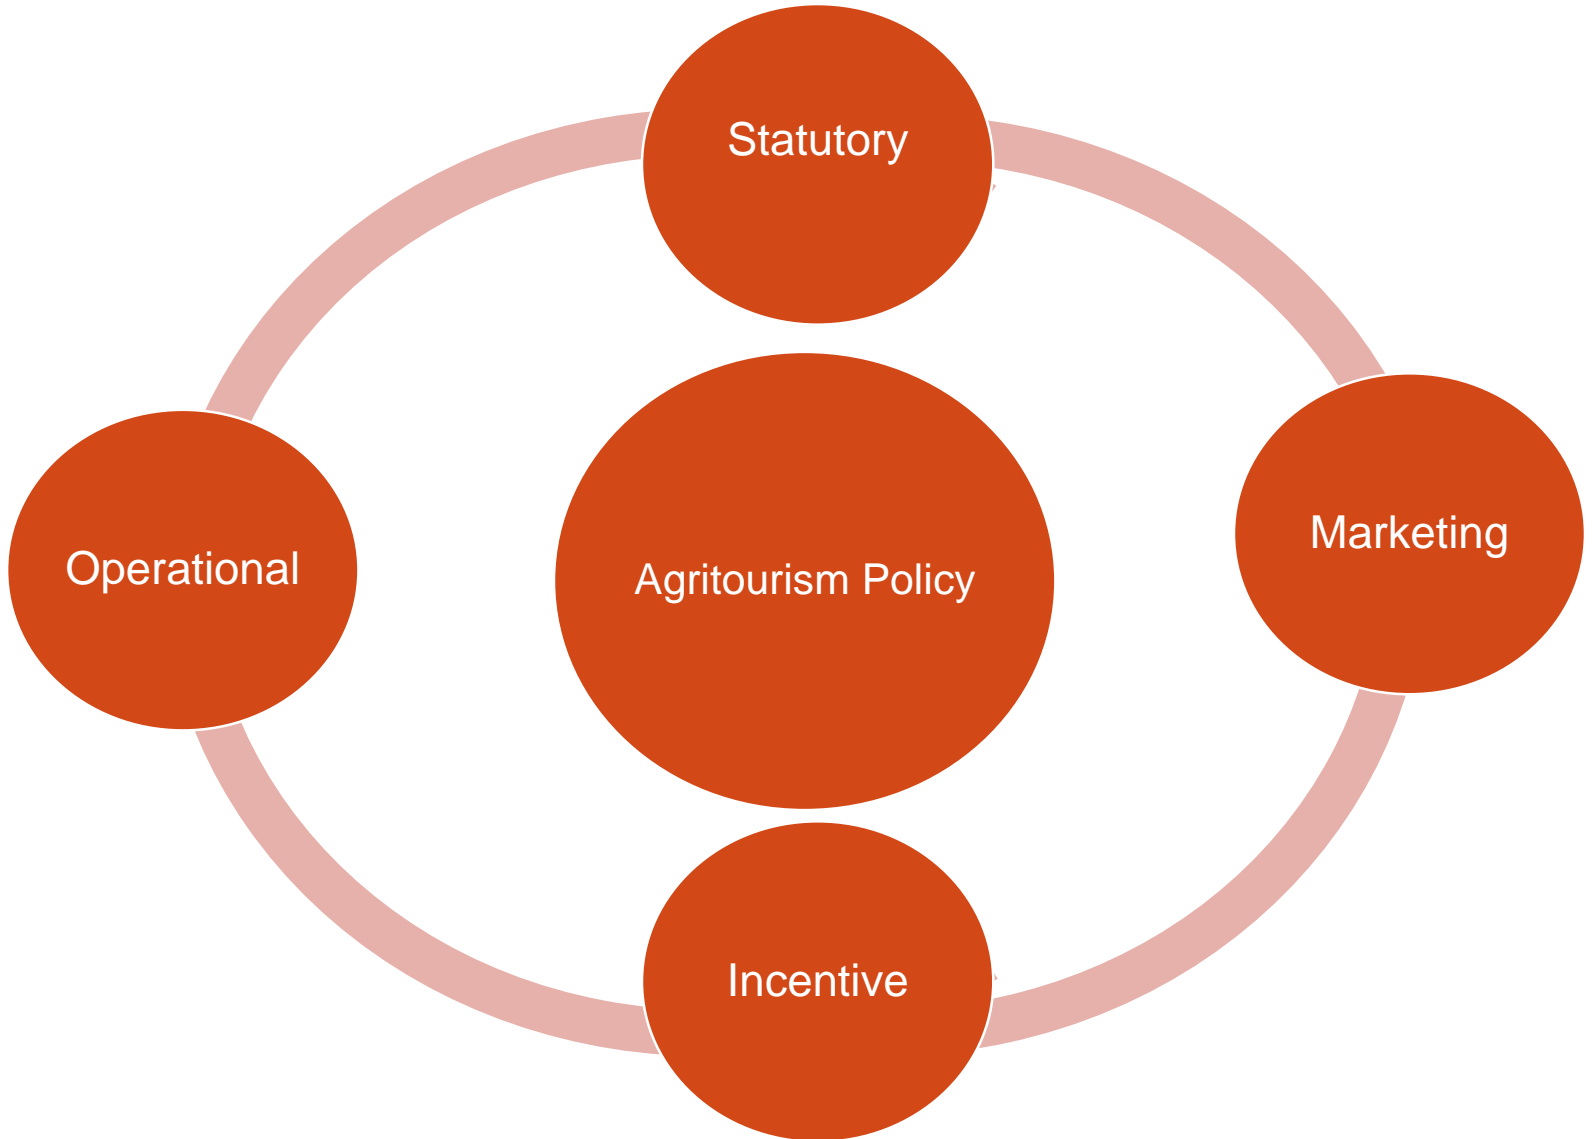 Statutory
Marketing
Operational
Agritourism Policy
Incentive